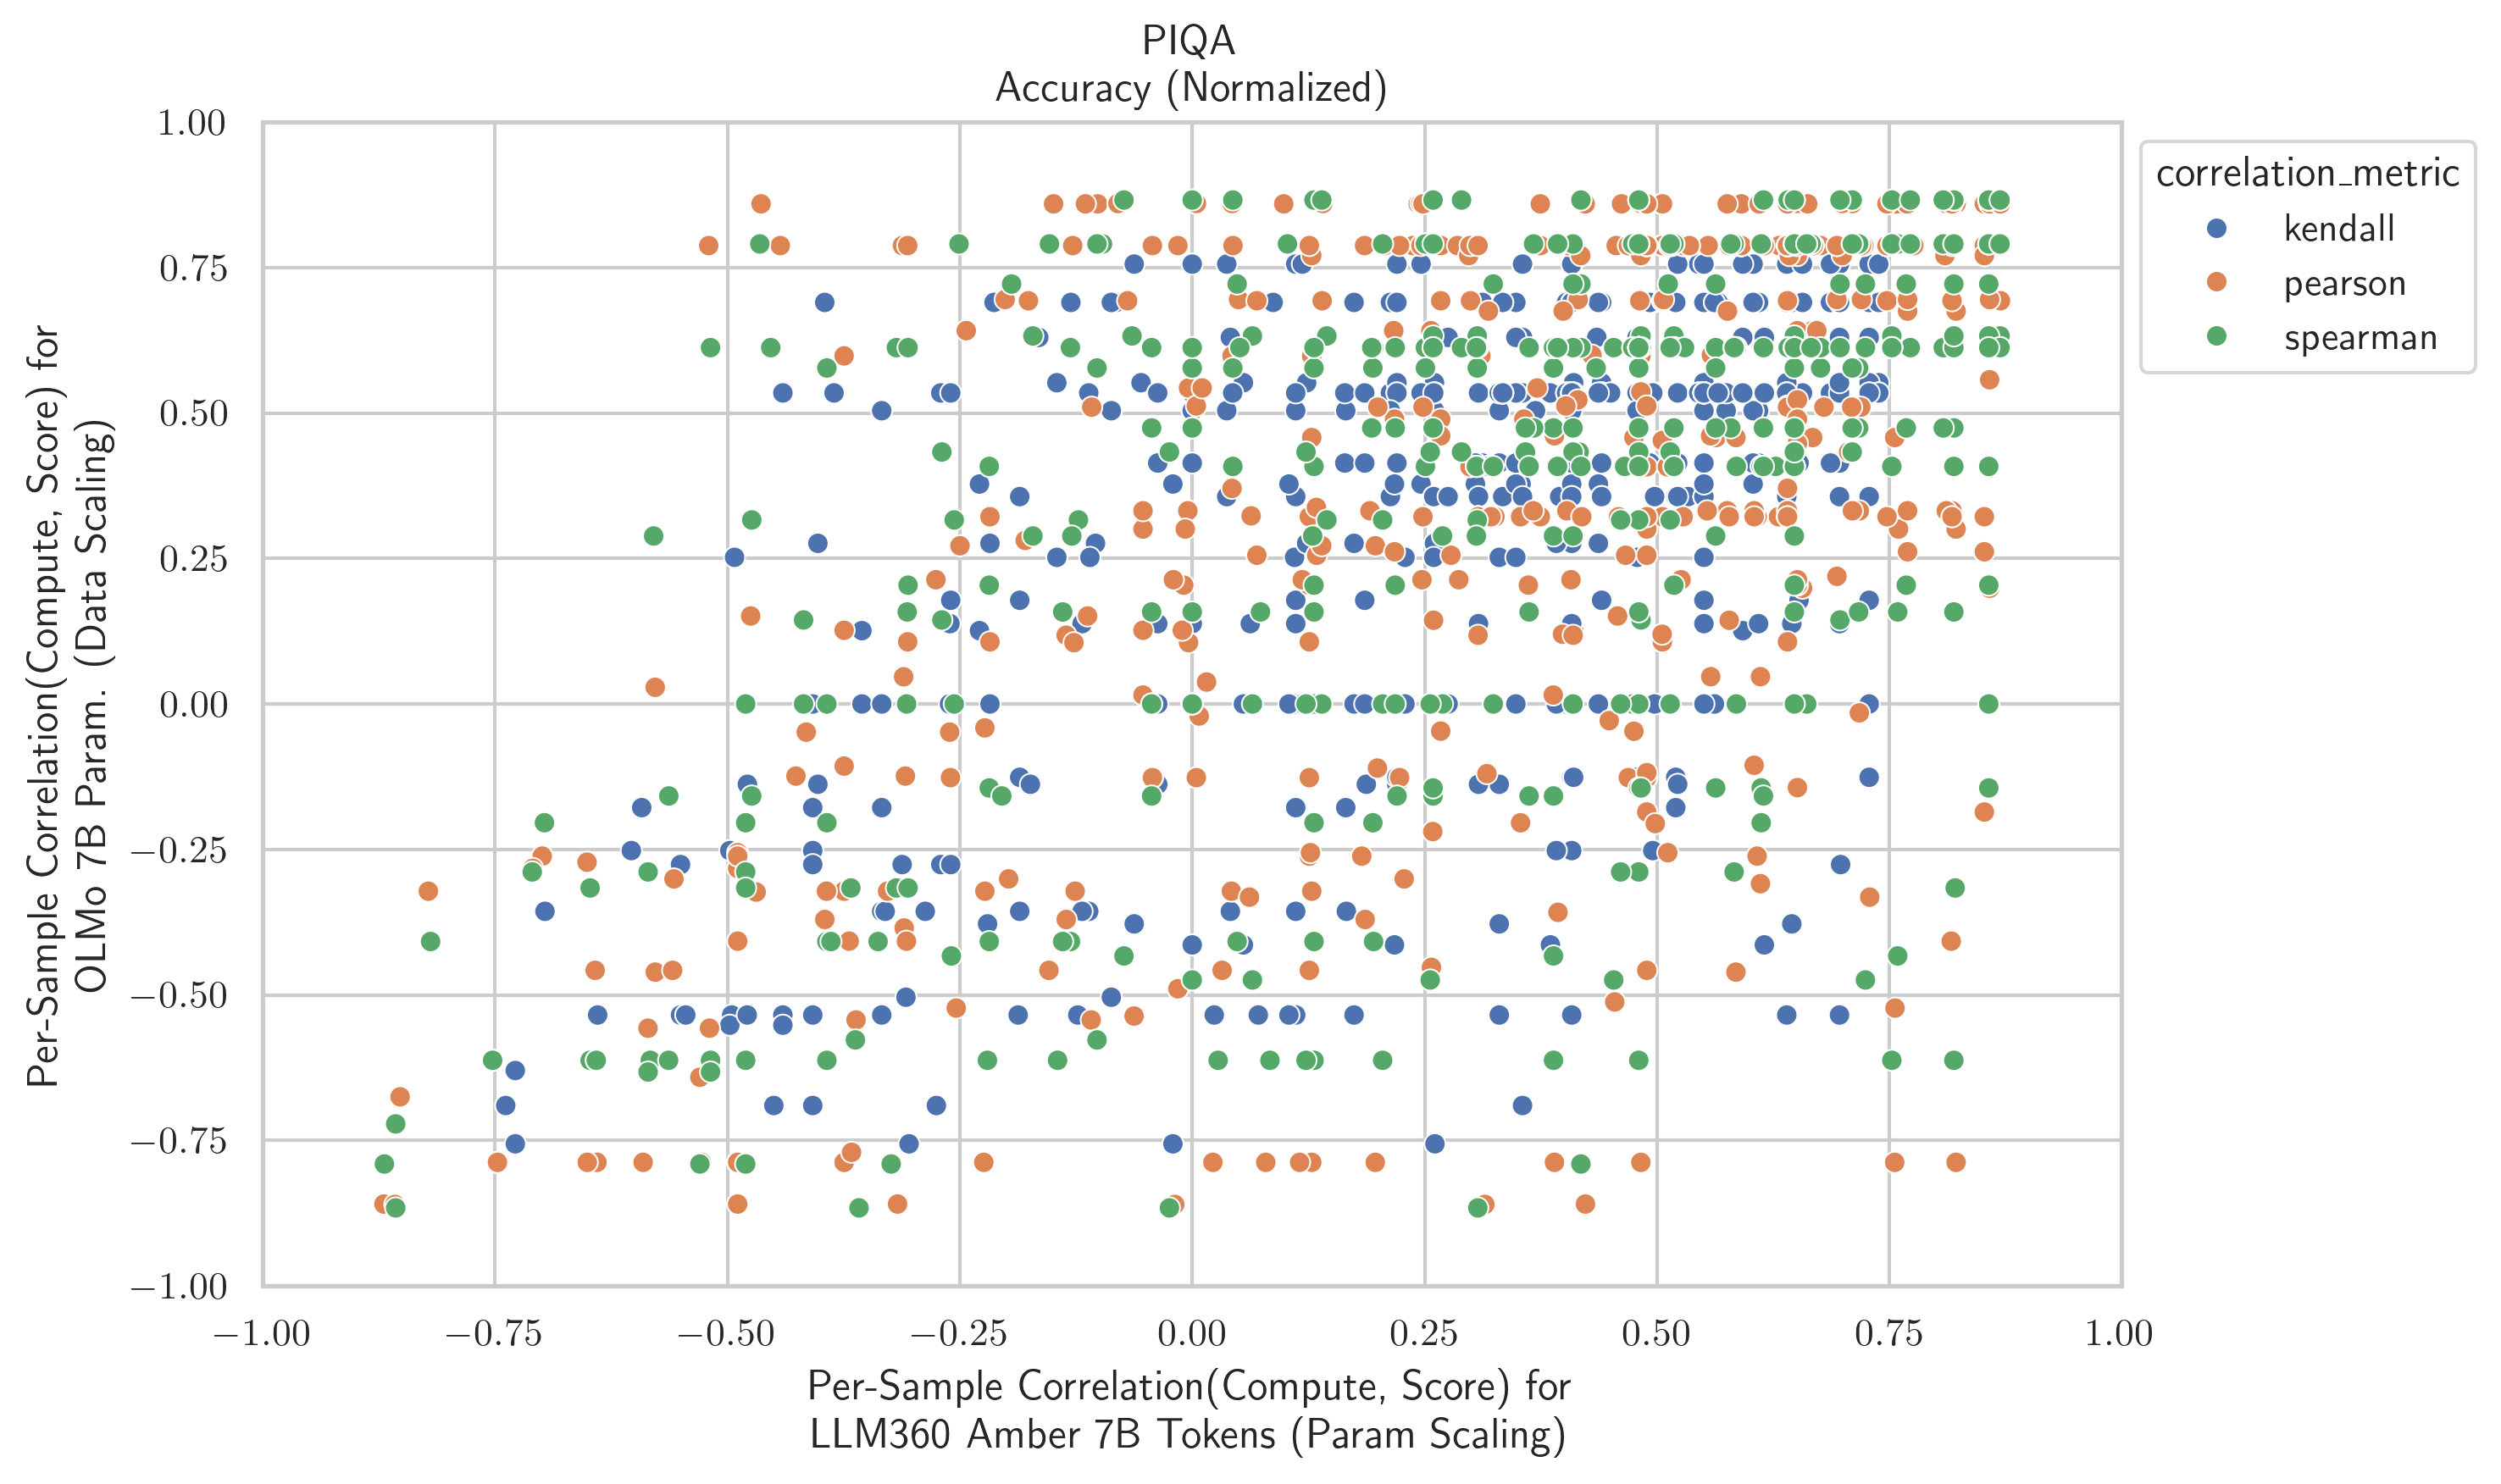 PIQA
Accuracy (Normalized)
Per-Sample Correlation(Compute, Score) for
OLMo 7B Param. (Data Scaling)
1.00
0.75
0.50
0.25
0.00
−0.25
−0.50
−0.75
−1.00
−1.00 −0.75 −0.50 −0.25 0.00 0.25 0.50 0.75 1.00
Per-Sample Correlation(Compute, Score) for
LLM360 Amber 7B Tokens (Param Scaling)
correlation_metric
kendall
pearson
spearman